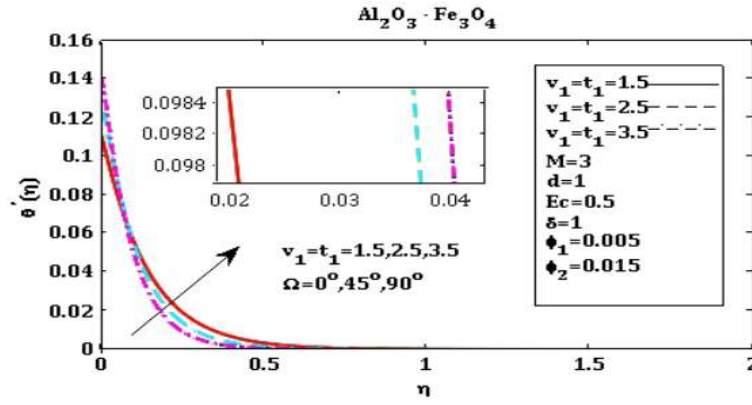 Al₂O₃ - Fe₃O₄
0.16
0.14
0.12
0.1
0.08
0.06
0.04
0.02
0
θ'(η)
0.0984
0.0982
0.098
0.02 0.03 0.04
v₁=t₁=1.5,2.5,3.5
Ω=0°,45°,90°
v₁=t₁=1.5
v₁=t₁=2.5
v₁=t₁=3.5
M=3
d=1
Ec=0.5
δ=1
ϕ₁=0.005
ϕ₂=0.015
0 0.5 1 1.5 2
η